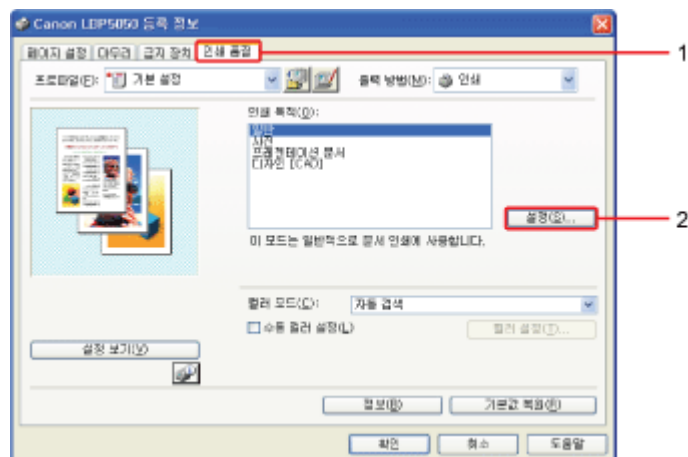 Canon LBP5050 등록 정보
페이지 설정 마무리 급지 장치 인쇄 품질
1
프로파일(F): 기본 설정 출력 방법(M): 인쇄
인쇄 목적(O):
일반
사진
프레젠테이션 문서
디자인 [CAD]
설정(S)...
2
이 모드는 일반적으로 문서 인쇄에 사용합니다.
컬러 모드(C): 자동 검색
수동 컬러 설정(L) 컬러 설정(T)...
설정 보기(V)
정보(B) 기본값 복원(R)
확인 취소 도움말